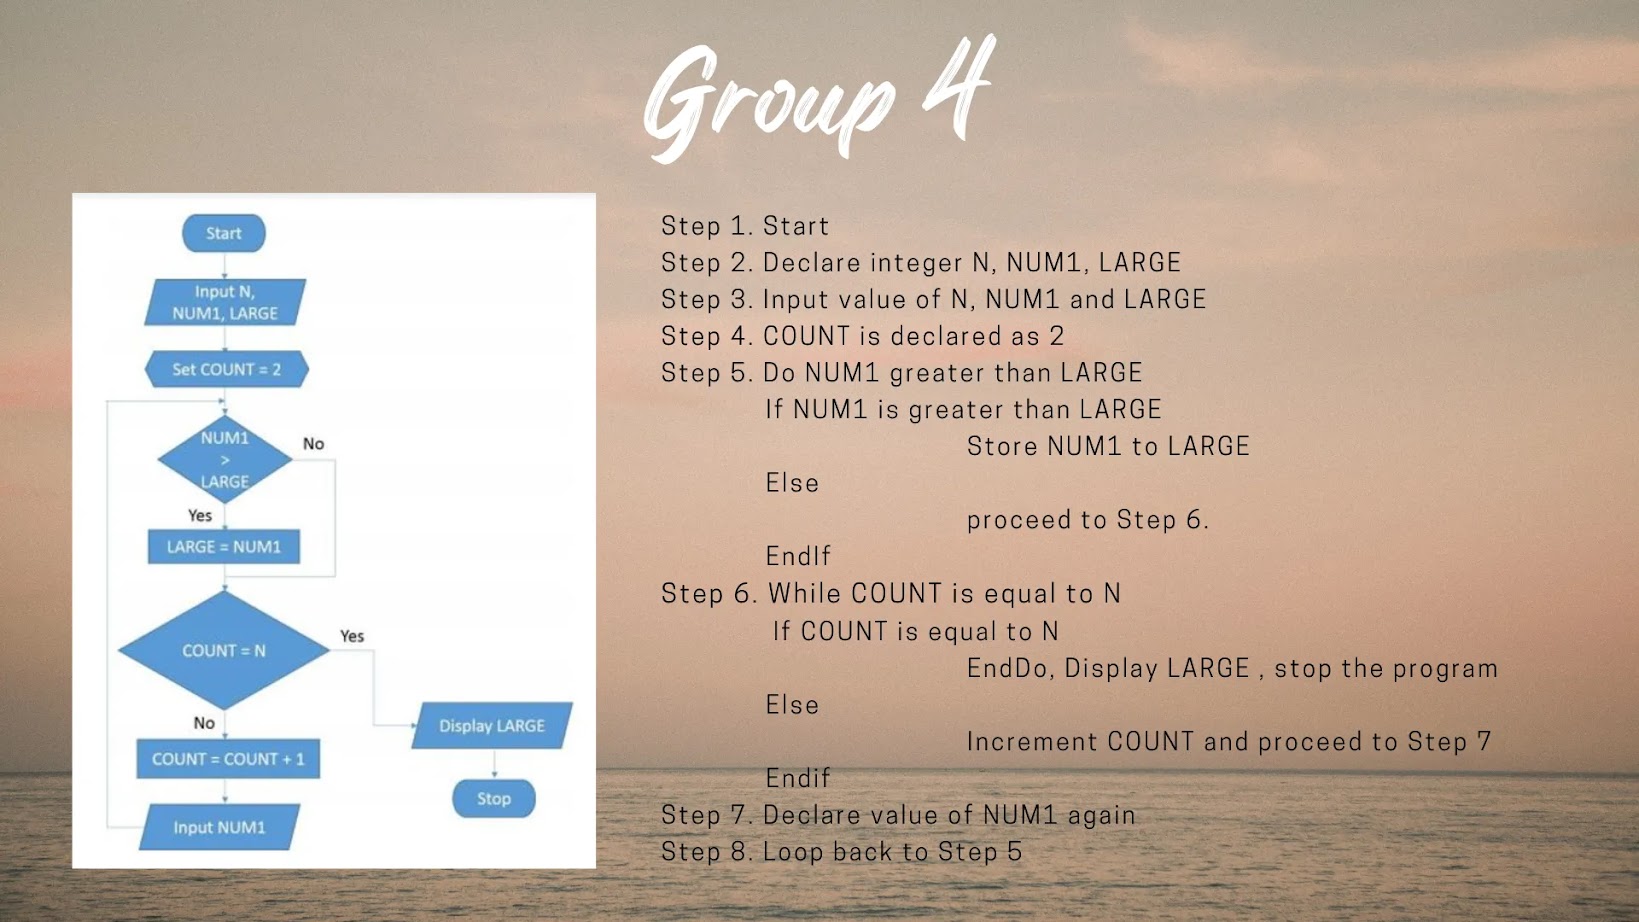 Group 4
Start
Input N,
NUM1, LARGE
Set COUNT = 2
NUM1
>
LARGE
No
Yes
LARGE = NUM1
COUNT = N
Yes
No
Display LARGE
COUNT = COUNT + 1
Stop
Input NUM1
Step 1. Start
Step 2. Declare integer N, NUM1, LARGE
Step 3. Input value of N, NUM1 and LARGE
Step 4. COUNT is declared as 2
Step 5. Do NUM1 greater than LARGE
If NUM1 is greater than LARGE
Store NUM1 to LARGE
Else
proceed to Step 6.
EndIf
Step 6. While COUNT is equal to N
If COUNT is equal to N
EndDo, Display LARGE , stop the program
Else
Increment COUNT and proceed to Step 7
Endif
Step 7. Declare value of NUM1 again
Step 8. Loop back to Step 5